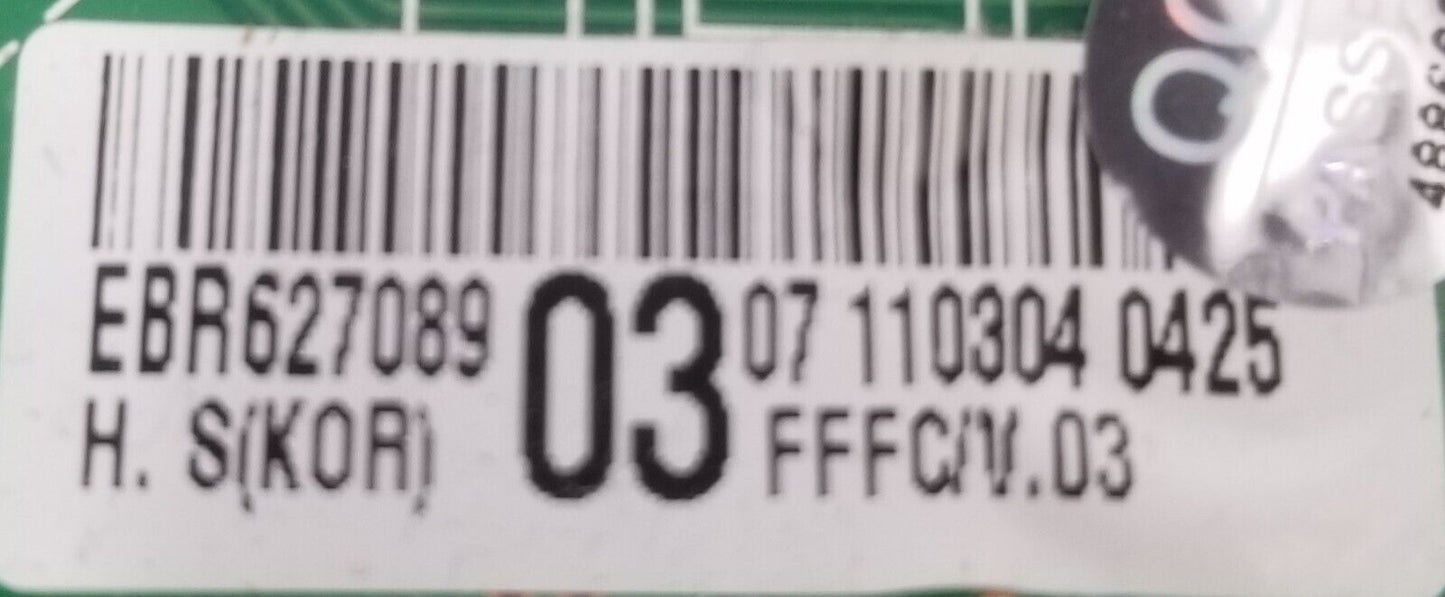 EBR627089 03 07 110304 0425
H. S(KOR) FFFC/V.03